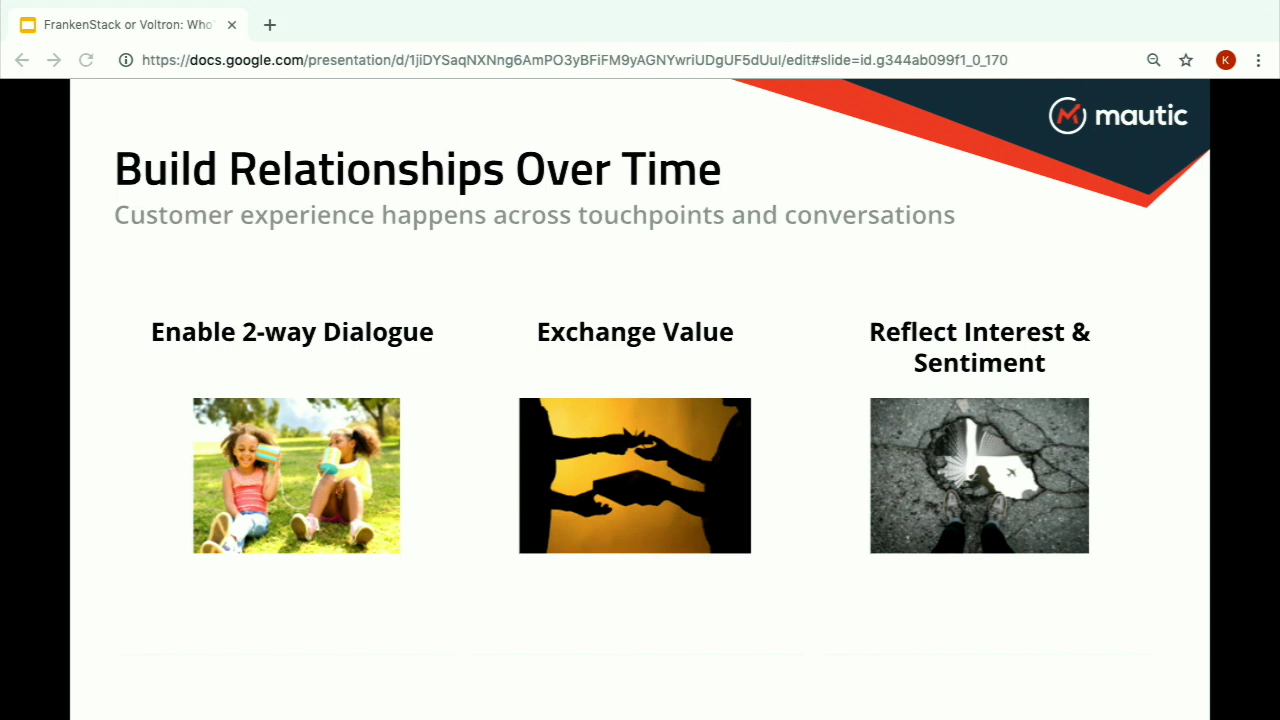 FrankenStack or Voltron: Who'
https://docs.google.com/presentation/d/1jiDYSaqNXNng6AmPO3yBFiFM9yAGNYwriUDgUF5dUuI/edit#slide=id.g344ab099f1_0_170
K
mautic
Build Relationships Over Time
Customer experience happens across touchpoints and conversations
Enable 2-way Dialogue
Exchange Value
Reflect Interest &
Sentiment